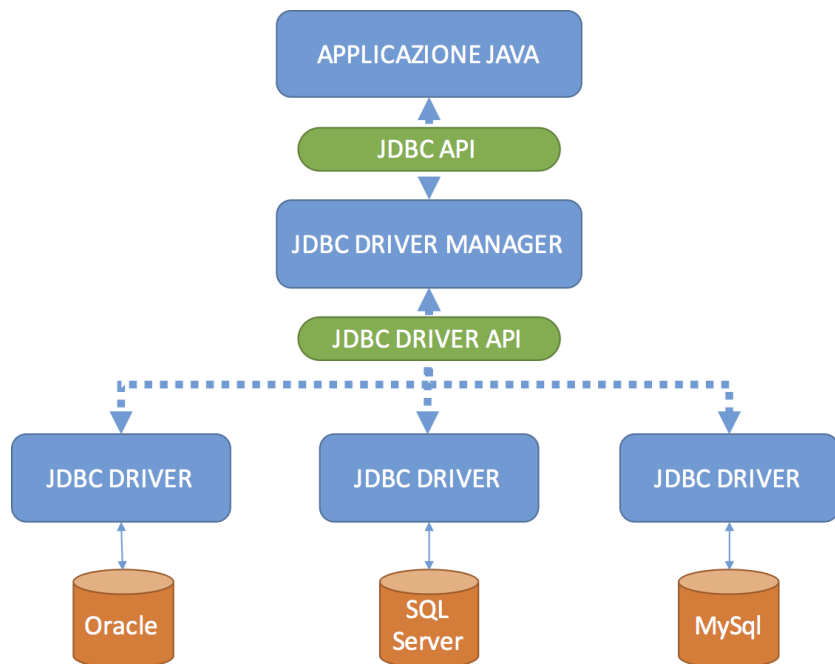 APPLICAZIONE JAVA
JDBC API
JDBC DRIVER MANAGER
JDBC DRIVER API
JDBC DRIVER
JDBC DRIVER
JDBC DRIVER
Oracle
SQL
Server
MySql